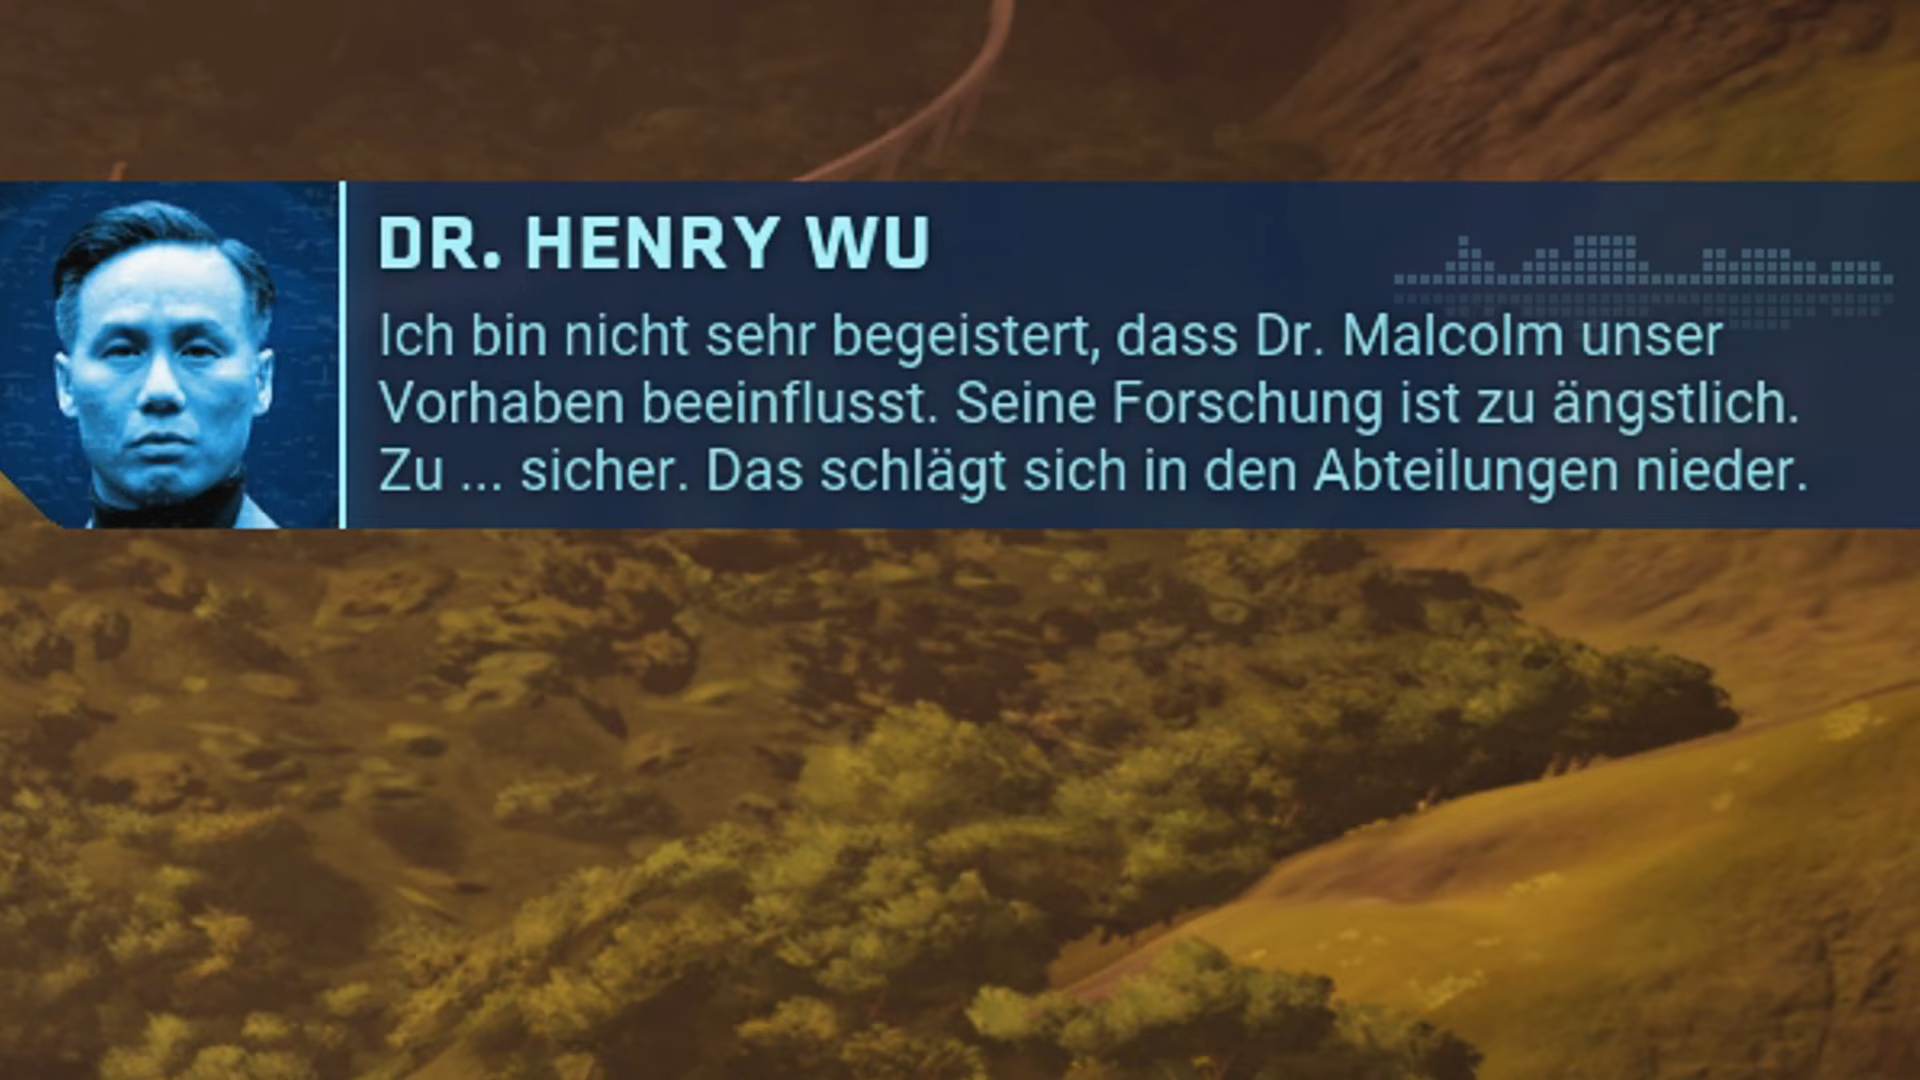 DR. HENRY WU
Ich bin nicht sehr begeistert, dass Dr. Malcolm unser
Vorhaben beeinflusst. Seine Forschung ist zu ängstlich.
Zu ... sicher. Das schlägt sich in den Abteilungen nieder.